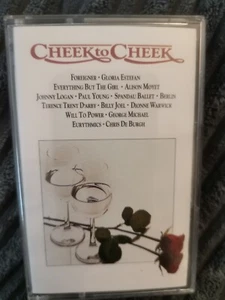 CHEEK to CHEEK
FOREIGNER · GLORIA ESTEFAN
EVERYTHING BUT THE GIRL · ALISON MOYET
JOHNNY LOGAN · PAUL YOUNG · SPANDAU BALLET · BERLIN
TERENCE TRENT D'ARBY · BILLY JOEL · DIONNE WARWICK
WILL TO POWER · GEORGE MICHAEL
EURYTHMICS · CHRIS DE BURGH